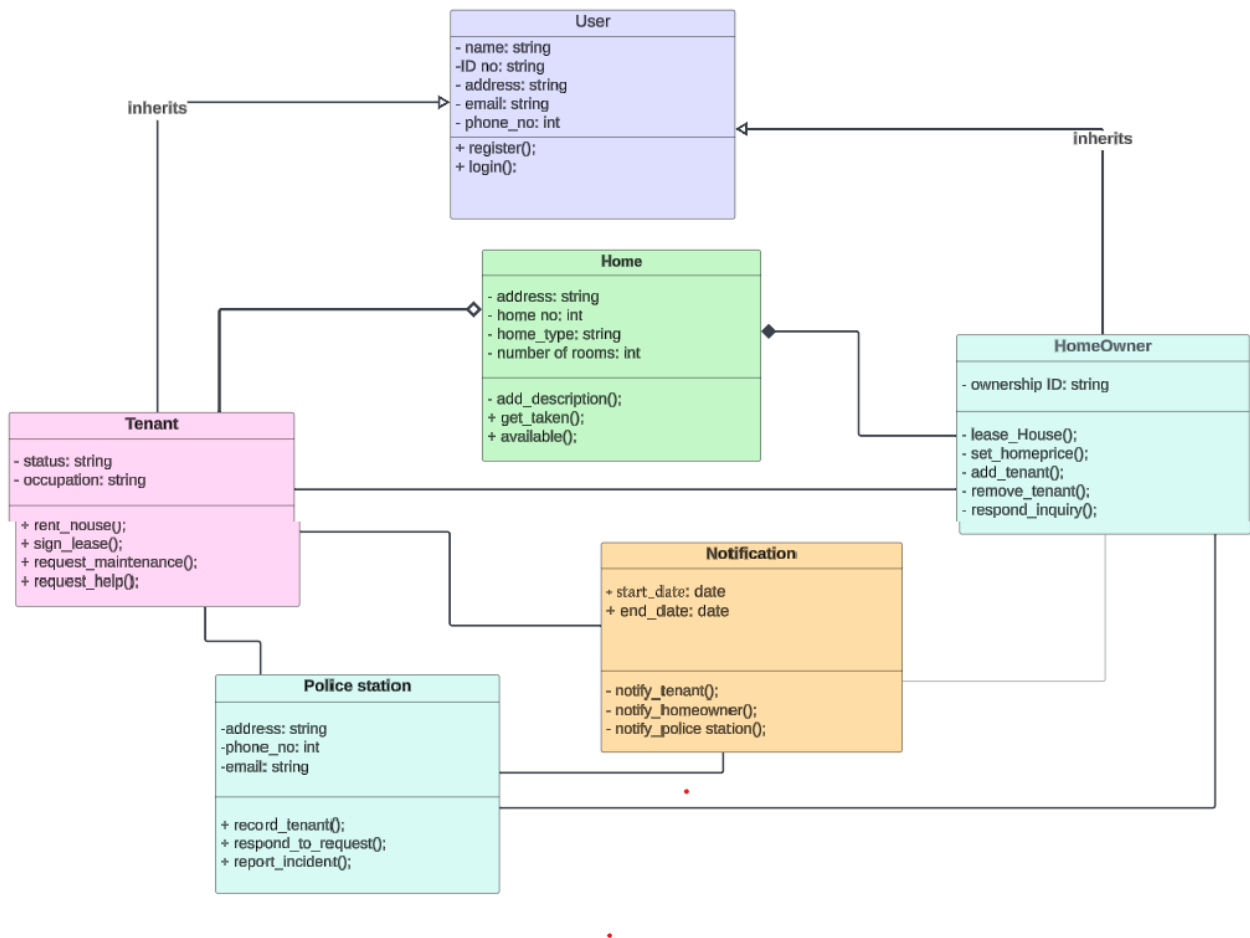 User
- name: string
-ID no: string
- address: string
- email: string
- phone_no: int
+ register();
+ login();
inherits
inherits
Home
- address: string
- home no: int
- home_type: string
- number of rooms: int
- add_description();
+ get_taken();
+ available();
HomeOwner
- ownership ID: string
- lease_House();
- set_homeprice();
- add_tenant();
- remove_tenant();
- respond_inquiry();
Tenant
- status: string
- occupation: string
+ rent_house();
+ sign_lease();
+ request_maintenance();
+ request_help();
Notification
+ start_date: date
+ end_date: date
- notify_tenant();
- notify_homeowner();
- notify_police station();
Police station
-address: string
-phone_no: int
-email: string
+ record_tenant();
+ respond_to_request();
+ report_incident();